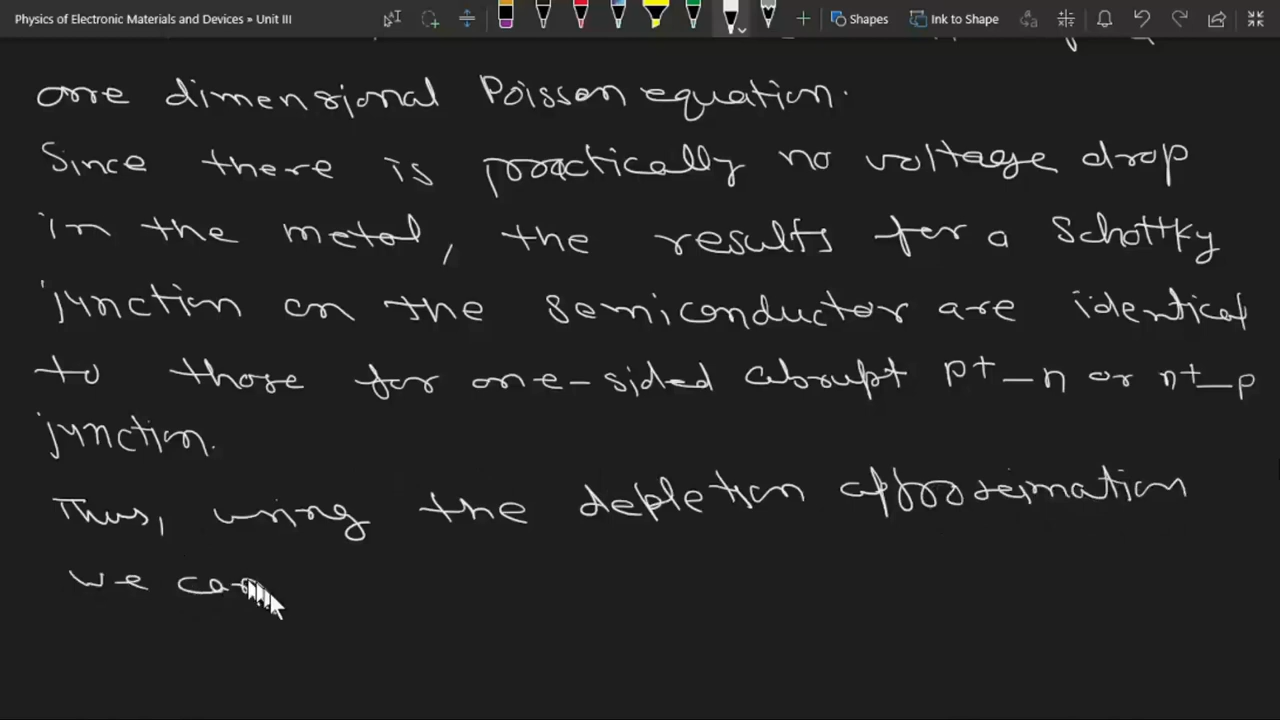 Physics of Electronic Materials and Devices » Unit III
Shapes
Ink to Shape
one dimensional Poisson equation.
Since there is practically no voltage drop
in the metal, the results for a Schottky
junction on the semiconductor are identical
to those for one-sided abrupt p+-n or n+-p
junction.
Thus, using the depletion approximation
we can